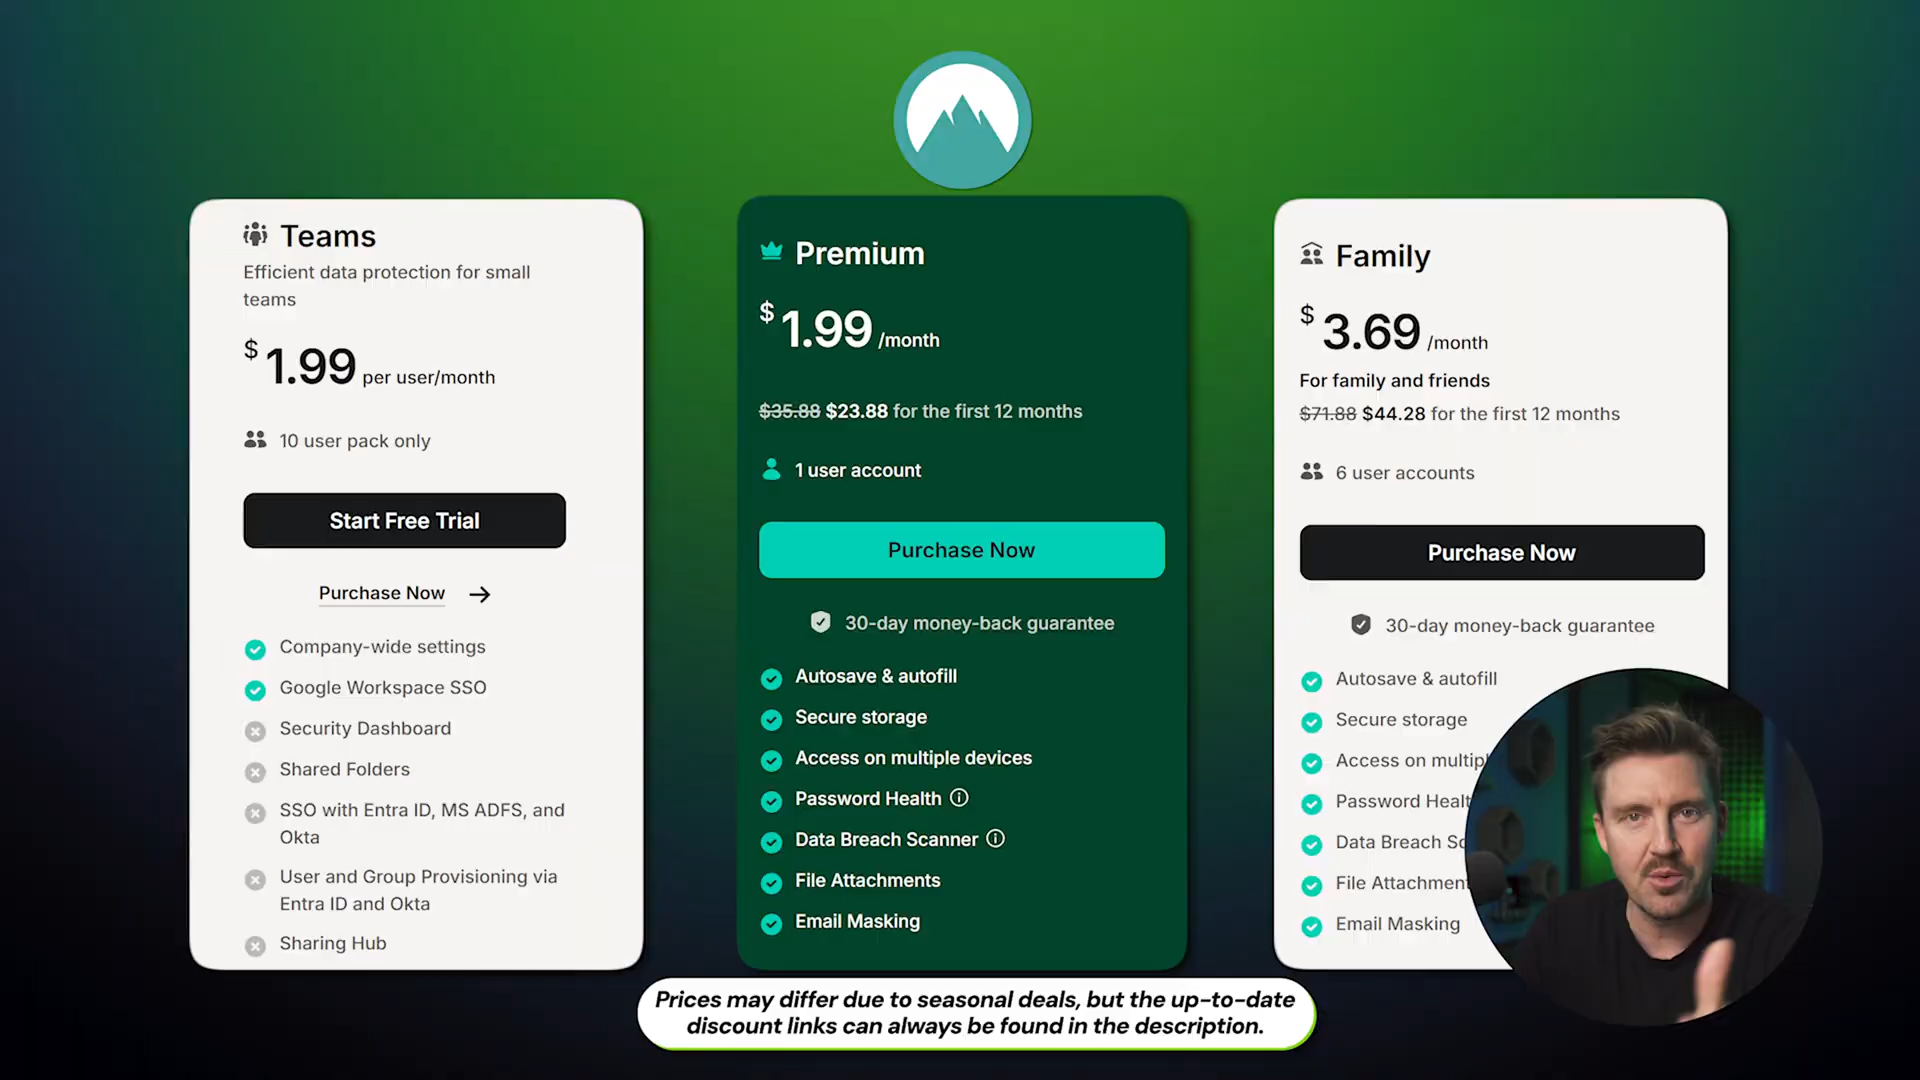 Teams
Efficient data protection for small
teams
$1.99 per user/month
10 user pack only
Start Free Trial
Purchase Now →
Company-wide settings
Google Workspace SSO
Security Dashboard
Shared Folders
SSO with Entra ID, MS ADFS, and
Okta
User and Group Provisioning via
Entra ID and Okta
Sharing Hub
Premium
$1.99 /month
$35.88 $23.88 for the first 12 months
1 user account
Purchase Now
30-day money-back guarantee
Autosave & autofill
Secure storage
Access on multiple devices
Password Health
Data Breach Scanner
File Attachments
Email Masking
Family
$3.69 /month
For family and friends
$71.88 $44.28 for the first 12 months
6 user accounts
Purchase Now
30-day money-back guarantee
Autosave & autofill
Secure storage
Access on
Password
Data Breach
File
Email Masking
Prices may differ due to seasonal deals, but the up-to-date
discount links can always be found in the description.